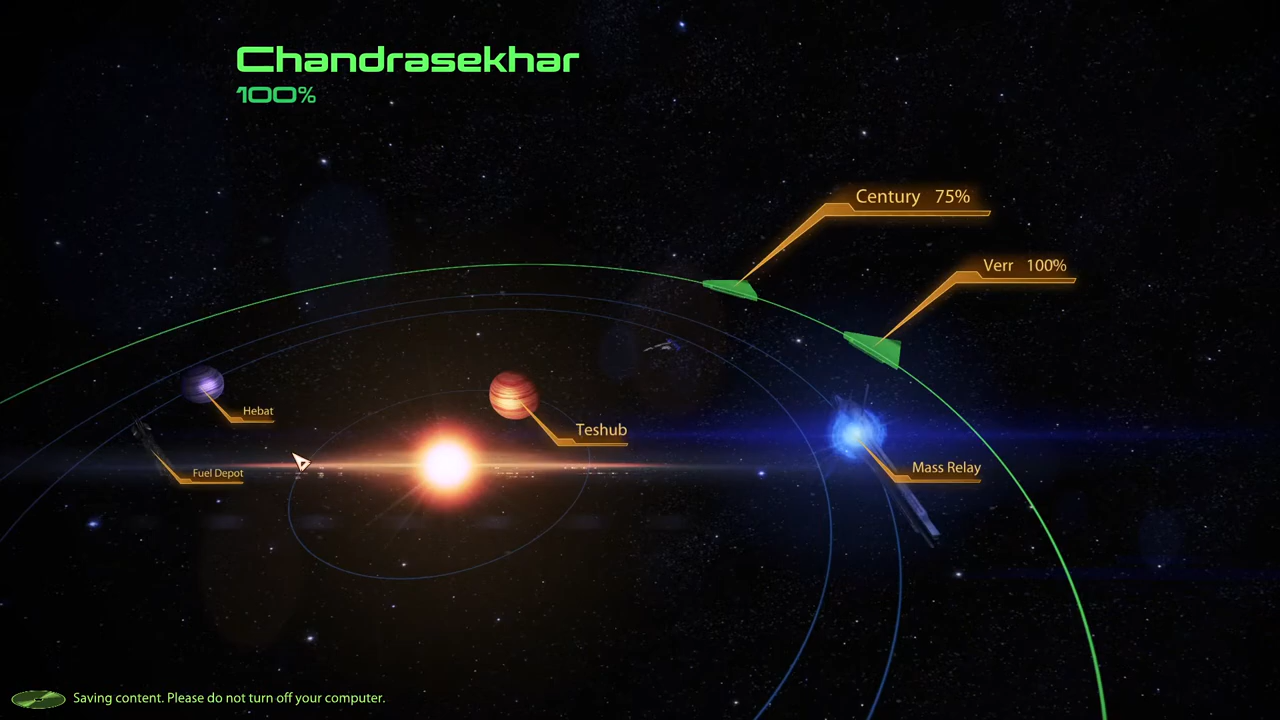 Chandrasekhar
100%
Century 75%
Verr 100%
Hebat
Teshub
Fuel Depot
Mass Relay
Saving content. Please do not turn off your computer.